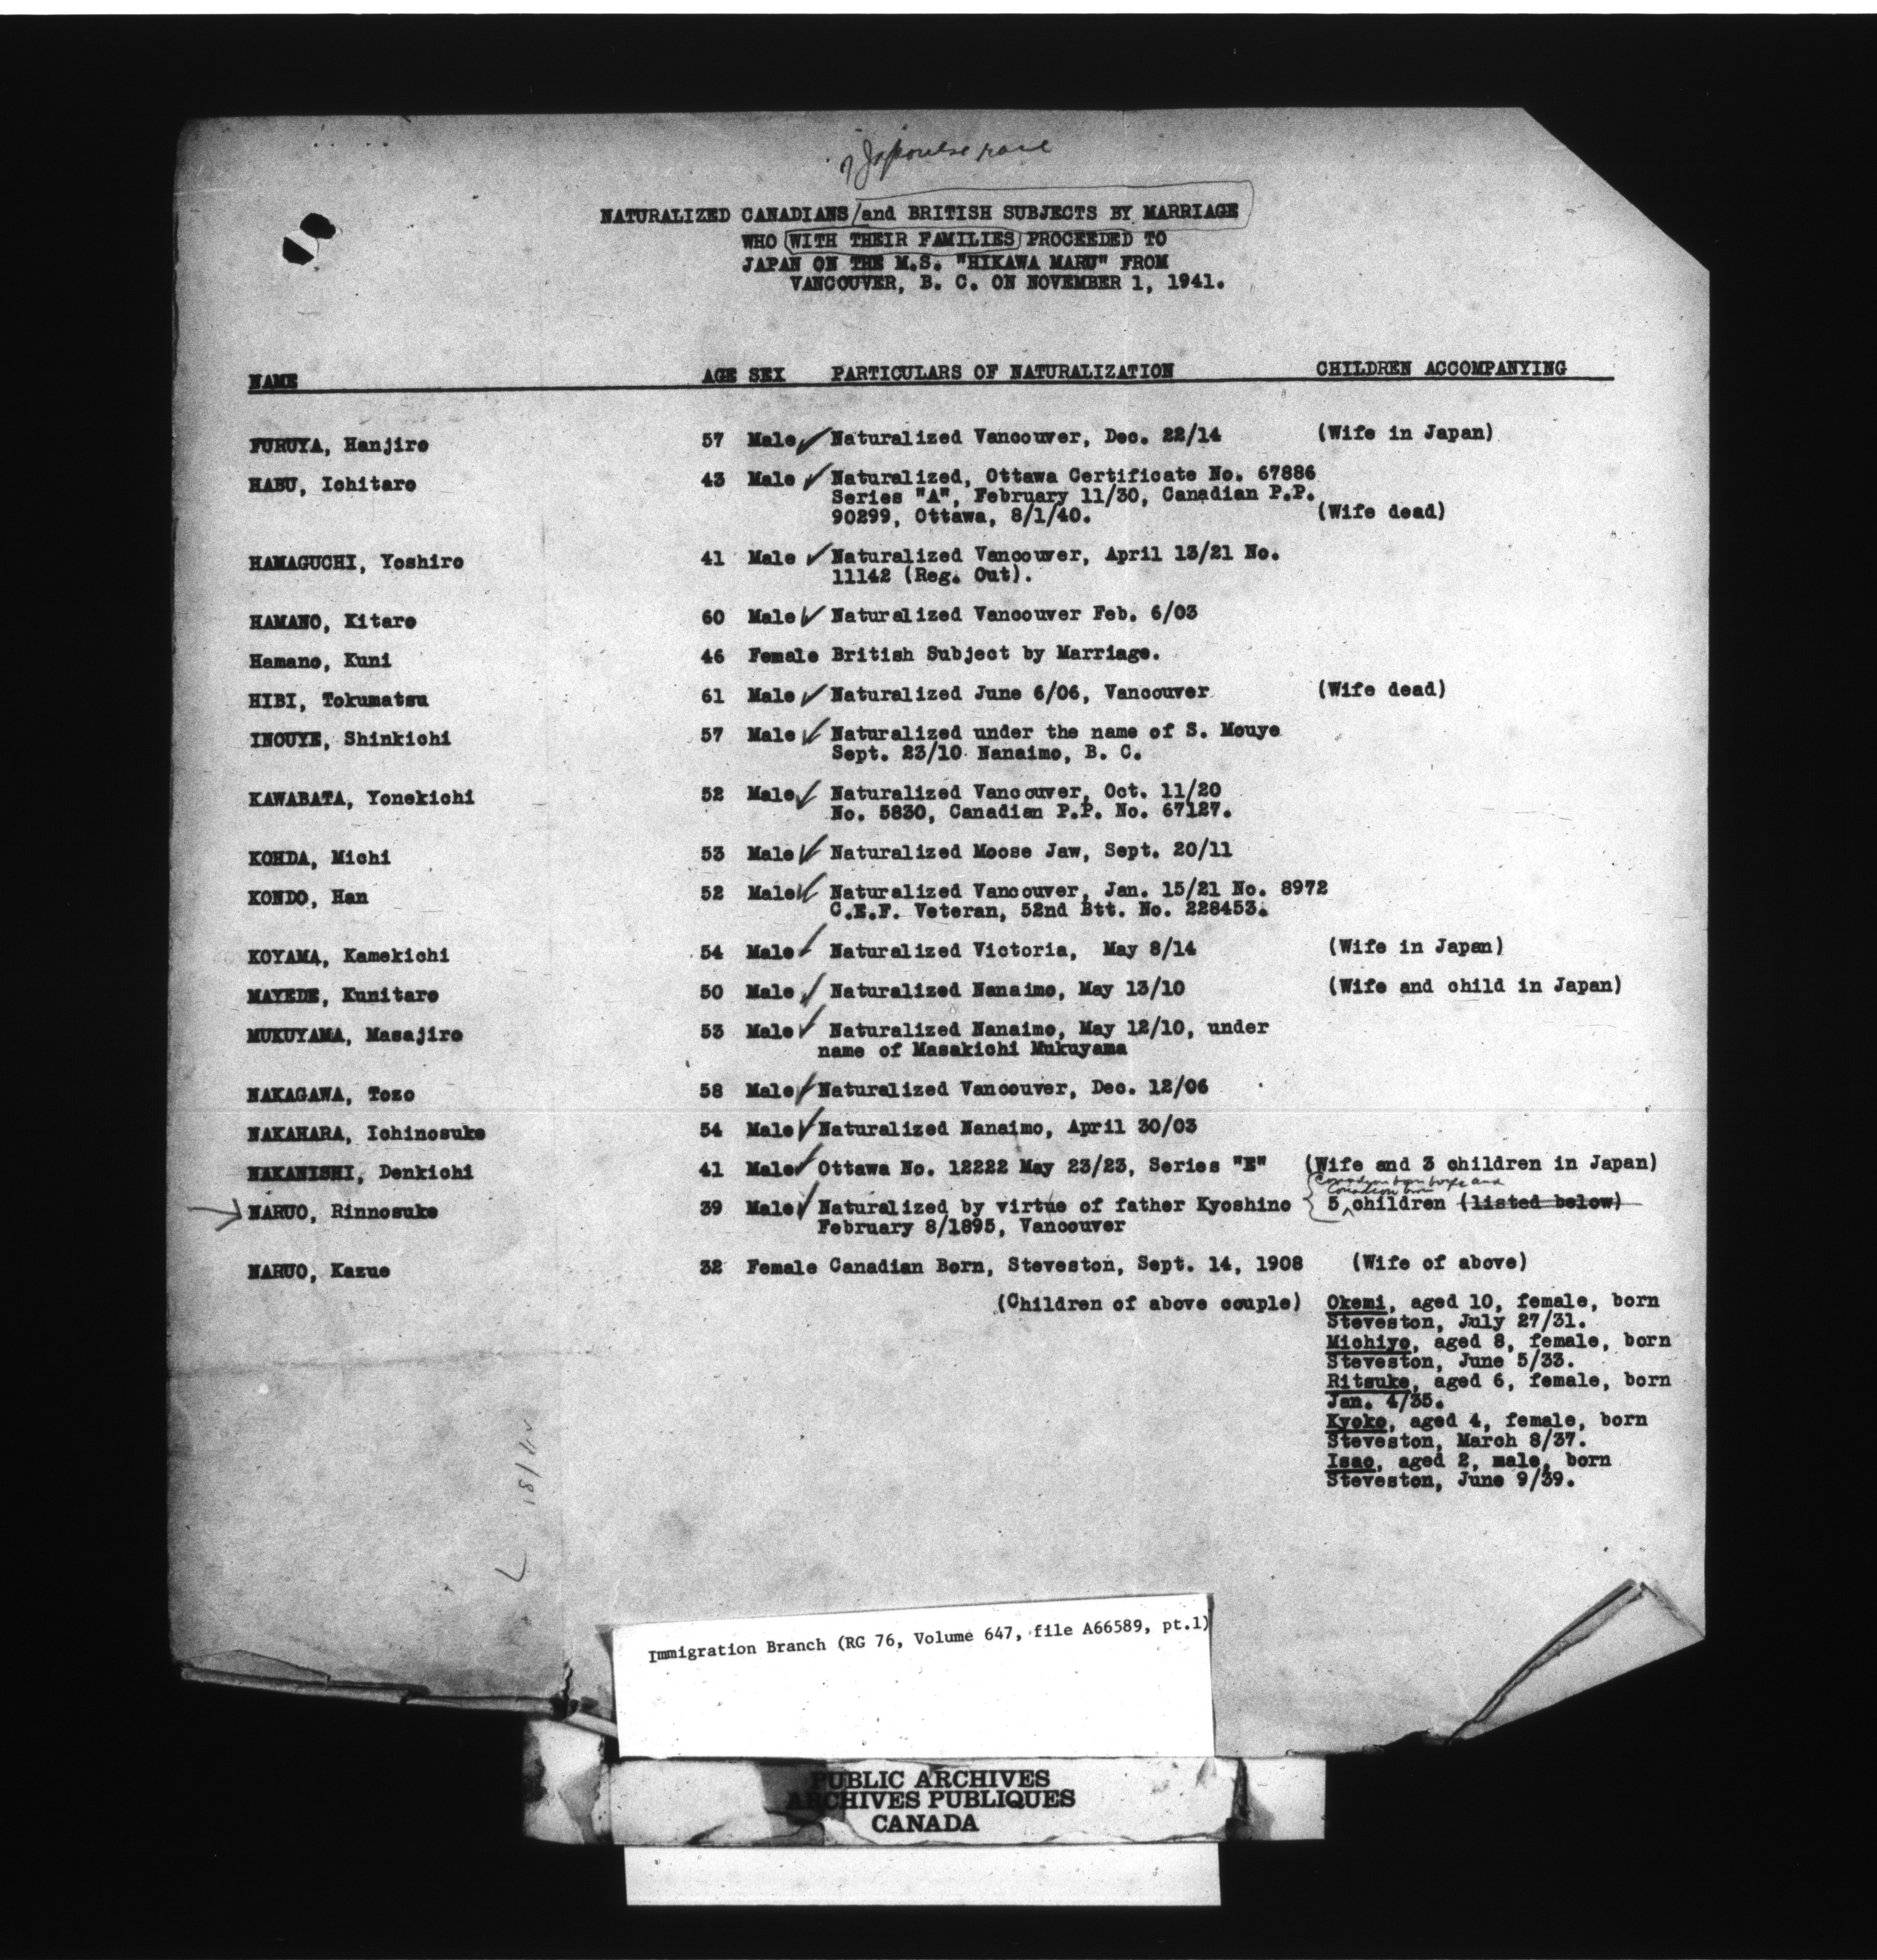 of Japanese race
NATURALIZED CANADIANS and BRITISH SUBJECTS BY MARRIAGE
WHO WITH THEIR FAMILIES PROCEEDED TO
JAPAN ON THE M.S. "HIKAWA MARU" FROM
VANCOUVER, B. C. ON NOVEMBER 1, 1941.
NAME AGE SEX PARTICULARS OF NATURALIZATION CHILDREN ACCOMPANYING
FURUYA, Hanjiro 57 Male Naturalized Vancouver, Dec. 22/14 (Wife in Japan)
HABU, Ichitaro 43 Male Naturalized, Ottawa Certificate No. 67886
Series "A", February 11/30, Canadian P.P.
90299, Ottawa, 8/1/40. (Wife dead)
HAMAGUCHI, Yoshiro 41 Male Naturalized Vancouver, April 13/21 No.
11142 (Reg. Out).
HAMANO, Kitaro 60 Male Naturalized Vancouver Feb. 6/03
Hamano, Kuni 46 Female British Subject by Marriage.
HIBI, Tokumatsu 61 Male Naturalized June 6/06, Vancouver (Wife dead)
INOUYE, Shinkichi 57 Male Naturalized under the name of S. Mouye
Sept. 23/10 Nanaimo, B. C.
KAWABATA, Yonekichi 52 Male Naturalized Vancouver, Oct. 11/20
No. 5830, Canadian P.P. No. 67127.
KOHDA, Michi 53 Male Naturalized Moose Jaw, Sept. 20/11
KONDO, Han 52 Male Naturalized Vancouver, Jan. 15/21 No. 8972
C.E.F. Veteran, 52nd Btt. No. 228453.
KOYAMA, Kamekichi 54 Male Naturalized Victoria, May 8/14 (Wife in Japan)
MAYEDE, Kunitaro 50 Male Naturalized Nanaimo, May 13/10 (Wife and child in Japan)
MUKUYAMA, Masajiro 53 Male Naturalized Nanaimo, May 12/10, under
name of Masakichi Mukuyama
NAKAGAWA, Tozo 58 Male Naturalized Vancouver, Dec. 12/06
NAKAHARA, Ichinosuke 54 Male Naturalized Nanaimo, April 30/03
NAKANISHI, Denkichi 41 Male Ottawa No. 12222 May 23/23, Series "E" (Wife and 3 children in Japan)
Canadian born wife and
Canadian born
NARUO, Rinnosuke 39 Male Naturalized by virtue of father Kyoshino 5 children (listed below)
February 8/1895, Vancouver
NARUO, Kazue 32 Female Canadian Born, Steveston, Sept. 14, 1908 (Wife of above)
(Children of above couple) Okemi, aged 10, female, born
Steveston, July 27/31.
Michiyo, aged 8, female, born
Steveston, June 5/33.
Ritsuko, aged 6, female, born
Jan. 4/35.
Kyoko, aged 4, female, born
Steveston, March 8/37.
Isao, aged 2, male, born
Steveston, June 9/39.
Immigration Branch (RG 76, Volume 647, file A66589, pt.1)
PUBLIC ARCHIVES
ARCHIVES PUBLIQUES
CANADA